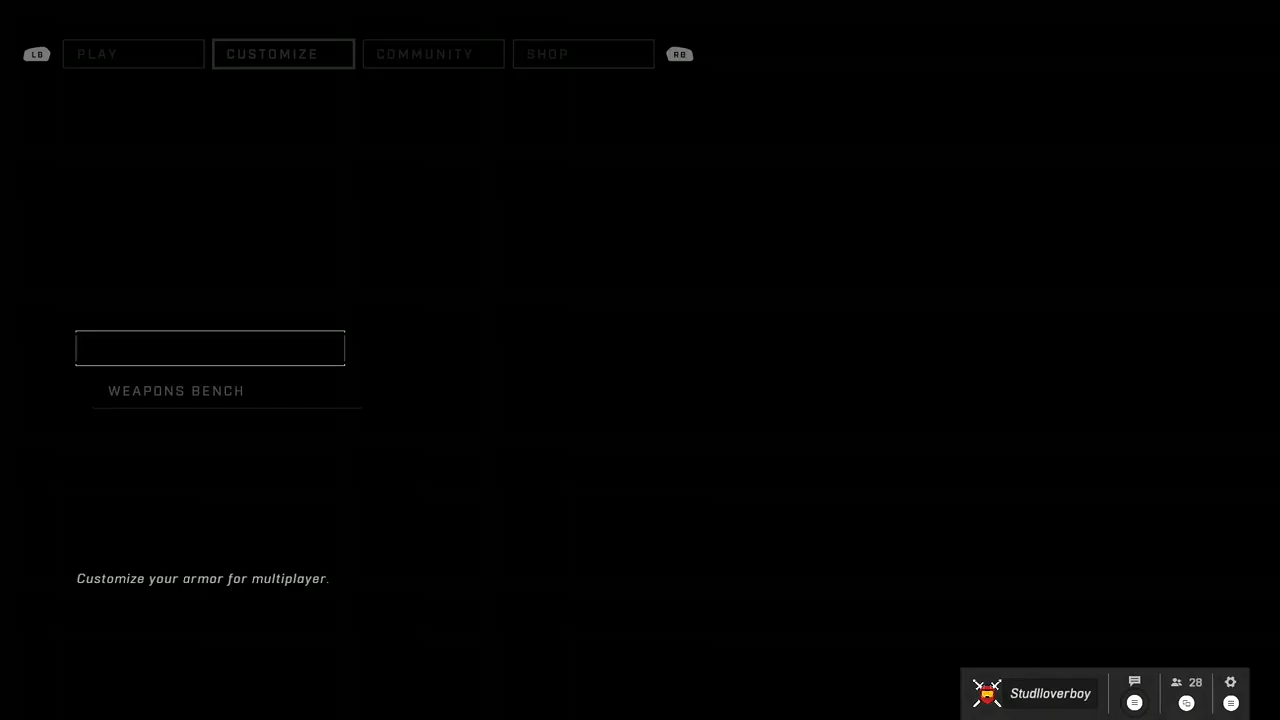 LB PLAY CUSTOMIZE COMMUNITY SHOP RB
WEAPONS BENCH
Customize your armor for multiplayer.
Studlloverboy 28